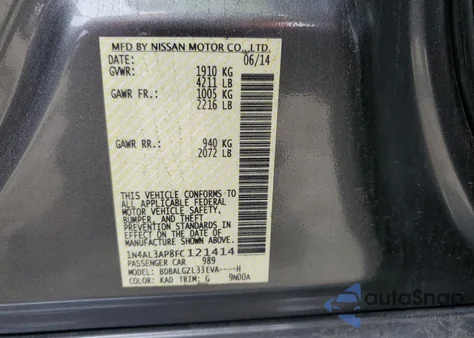 MFD BY NISSAN MOTOR CO., LTD.
DATE: 06/14
GVWR: 1910 KG
4211 LB
GAWR FR.: 1005 KG
2216 LB
GAWR RR.: 940 KG
2072 LB
THIS VEHICLE CONFORMS TO
ALL APPLICABLE FEDERAL
MOTOR VEHICLE SAFETY,
BUMPER, AND THEFT
PREVENTION STANDARDS IN
EFFECT ON THE DATE OF
MANUFACTURE SHOWN ABOVE.
1N4AL3AP8FC121414
PASSENGER CAR 989
MODEL: BDBALGZL33EVA----H
COLOR: KAD TRIM: G 9N00A
autoSnap